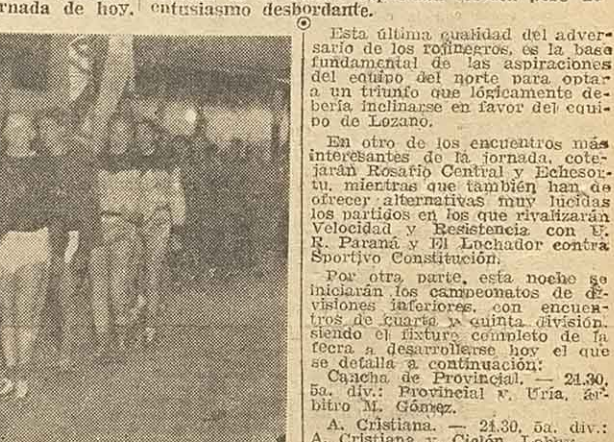 rnada de hoy.
entusiasmo desbordante.
Esta última cualidad del adver-
sario de los rojinegros, es la base
fundamental de las aspiraciones
del equipo del norte para optar
a un triunfo que lógicamente de-
bería inclinarse en favor del equi-
po de Lozano.
En otro de los encuentros más
interesantes de la jornada, cote-
jarán Rosario Central y Echesor-
tu, mientras que también han de
ofrecer alternativas muy lúcidas
los partidos en los que rivalizarán
Velocidad y Resistencia con U.
R. Paraná y El Luchador contra
Sportivo Constitución.
Por otra parte, esta noche se
iniciarán los campeonatos de di-
visiones inferiores, con encuen-
tros de cuarta y quinta división,
siendo el fixture completo de la
fecha a desarrollarse hoy el que
se detalla a continuación:
Cancha de Provincial. — 21.30,
5a. div.: Provincial v. Uria, ár-
bitro M. Gómez.
A. Cristiana. — 21.30, 5a. div.:
A. Cristiana v. Ciclón